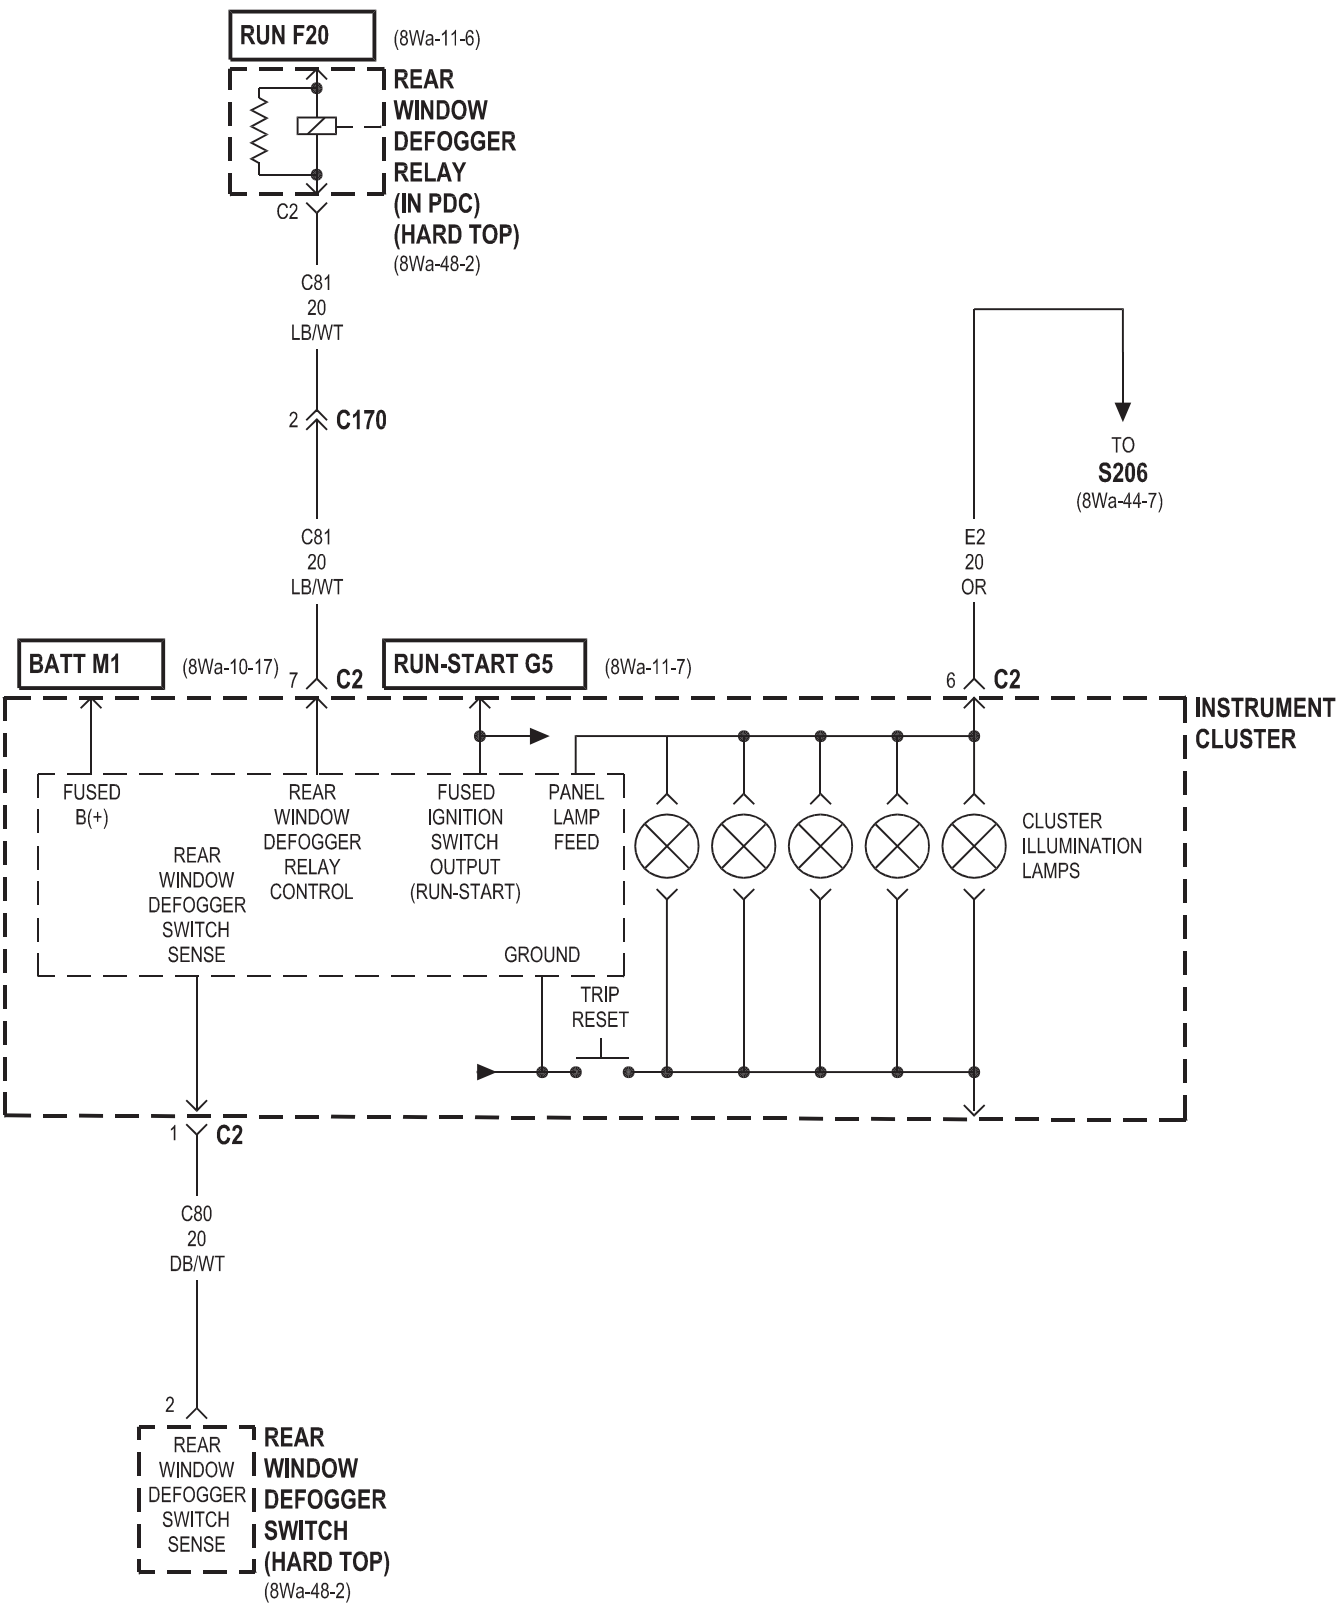 RUN F20
(8Wa-11-6)
REAR
WINDOW
DEFOGGER
RELAY
(IN PDC)
(HARD TOP)
(8Wa-48-2)
C2
C81
20
LB/WT
2
C170
C81
20
LB/WT
TO
S206
(8Wa-44-7)
E2
20
OR
BATT M1
(8Wa-10-17)
7
C2
RUN-START G5
(8Wa-11-7)
6
C2
INSTRUMENT
CLUSTER
FUSED
B(+)
REAR
WINDOW
DEFOGGER
SWITCH
SENSE
REAR
WINDOW
DEFOGGER
RELAY
CONTROL
FUSED
IGNITION
SWITCH
OUTPUT
(RUN-START)
PANEL
LAMP
FEED
CLUSTER
ILLUMINATION
LAMPS
GROUND
TRIP
RESET
1
C2
C80
20
DB/WT
2
REAR
WINDOW
DEFOGGER
SWITCH
SENSE
REAR
WINDOW
DEFOGGER
SWITCH
(HARD TOP)
(8Wa-48-2)